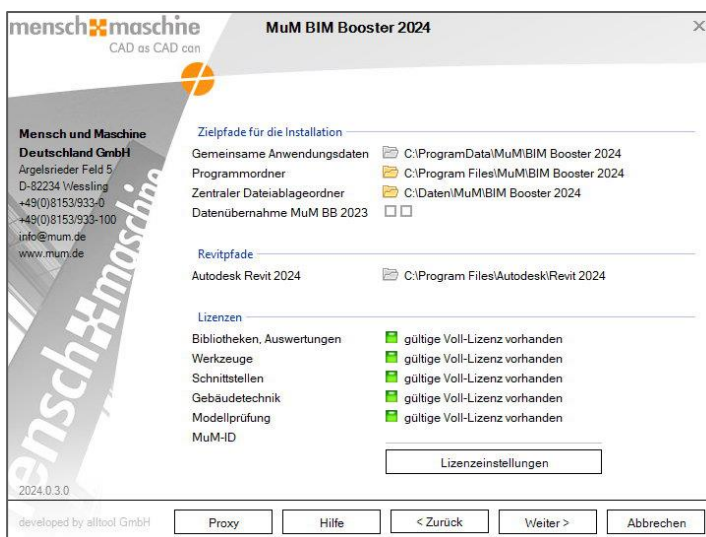 mensch maschine
CAD as CAD can
MuM BIM Booster 2024
Mensch und Maschine
Deutschland GmbH
Argelsrieder Feld 5
D-82234 Wessling
+49(0)8153/933-0
+49(0)8153/933-100
info@mum.de
www.mum.de
Zielpfade für die Installation
Gemeinsame Anwendungsdaten C:\ProgramData\MuM\BIM Booster 2024
Programmordner C:\Program Files\MuM\BIM Booster 2024
Zentraler Dateiablageordner C:\Daten\MuM\BIM Booster 2024
Datenübernahme MuM BB 2023
Revitpfade
Autodesk Revit 2024 C:\Program Files\Autodesk\Revit 2024
Lizenzen
Bibliotheken, Auswertungen gültige Voll-Lizenz vorhanden
Werkzeuge gültige Voll-Lizenz vorhanden
Schnittstellen gültige Voll-Lizenz vorhanden
Gebäudetechnik gültige Voll-Lizenz vorhanden
Modellprüfung gültige Voll-Lizenz vorhanden
MuM-ID
Lizenzeinstellungen
ensch maschine
2024.0.3.0
developed by alltool GmbH
Proxy Hilfe < Zurück Weiter > Abbrechen